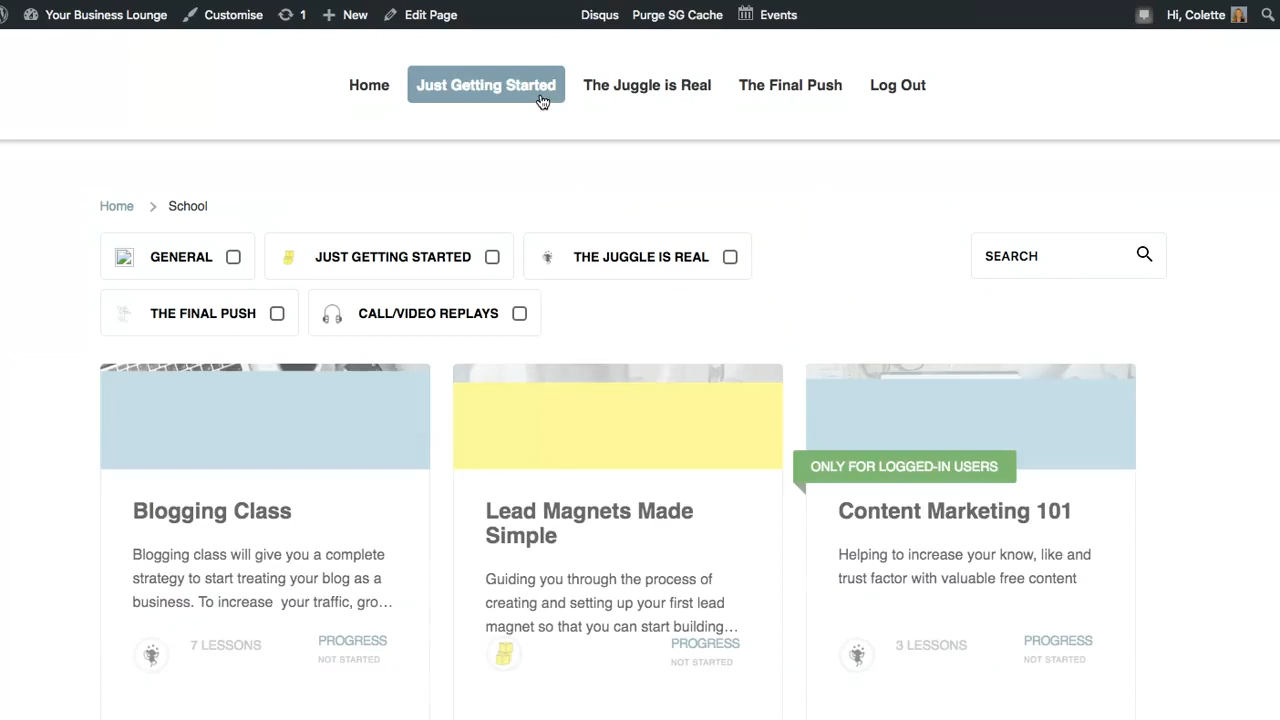 Your Business Lounge Customise 1 New Edit Page Disqus Purge SG Cache Events Hi, Colette
Home Just Getting Started The Juggle is Real The Final Push Log Out
Home School
GENERAL JUST GETTING STARTED THE JUGGLE IS REAL SEARCH
THE FINAL PUSH CALL/VIDEO REPLAYS
ONLY FOR LOGGED-IN USERS
Blogging Class
Blogging class will give you a complete
strategy to start treating your blog as a
business. To increase your traffic, gro...
7 LESSONS PROGRESS
NOT STARTED
Lead Magnets Made
Simple
Guiding you through the process of
creating and setting up your first lead
magnet so that you can start building...
PROGRESS
NOT STARTED
Content Marketing 101
Helping to increase your know, like and
trust factor with valuable free content
3 LESSONS PROGRESS
NOT STARTED